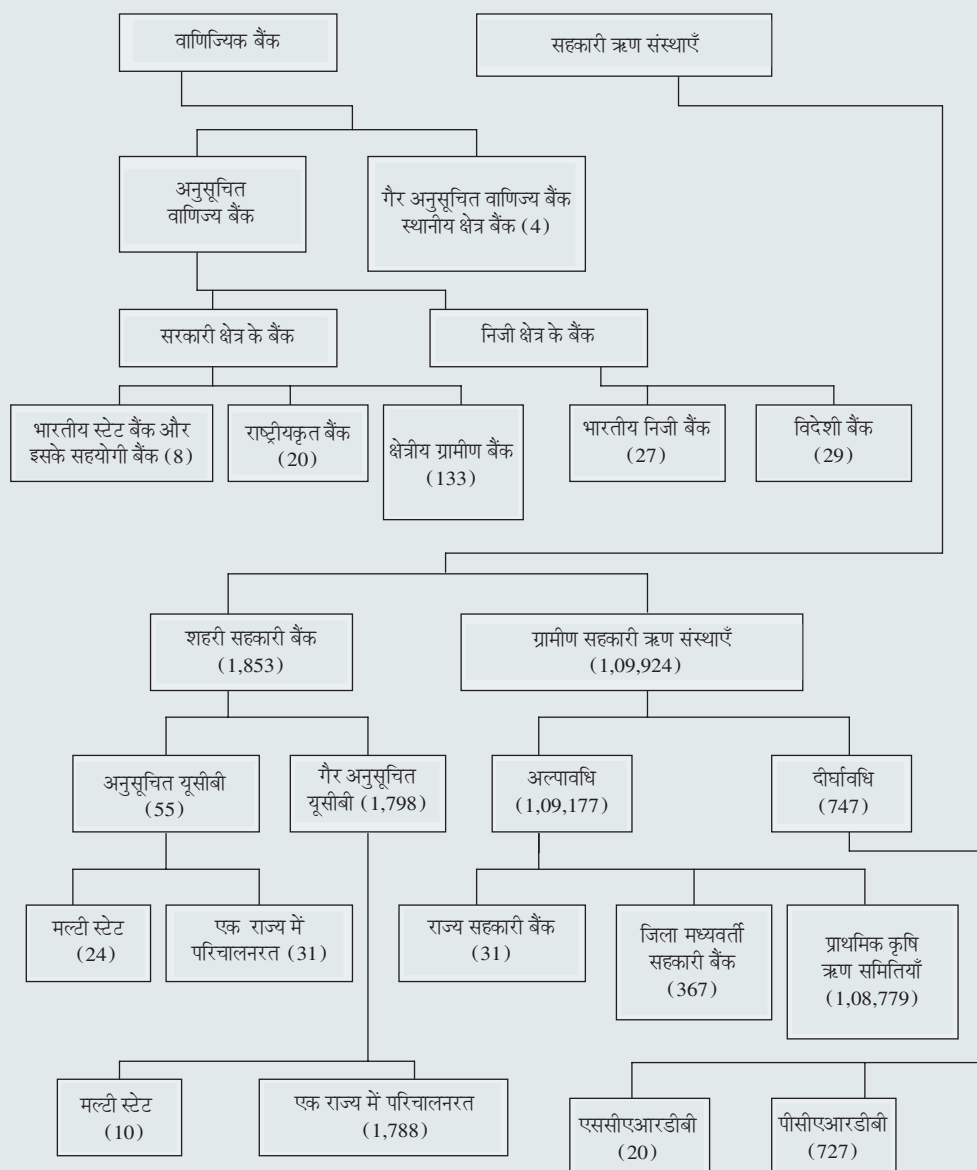 वाणिज्यिक बैंक
सहकारी ऋण संस्थाएँ
अनुसूचित
वाणिज्य बैंक
गैर अनुसूचित वाणिज्य बैंक
स्थानीय क्षेत्र बैंक (4)
सरकारी क्षेत्र के बैंक
निजी क्षेत्र के बैंक
भारतीय स्टेट बैंक और
इसके सहयोगी बैंक (8)
राष्ट्रीयकृत बैंक
(20)
क्षेत्रीय ग्रामीण बैंक
(133)
भारतीय निजी बैंक
(27)
विदेशी बैंक
(29)
शहरी सहकारी बैंक
(1,853)
ग्रामीण सहकारी ऋण संस्थाएँ
(1,09,924)
अनुसूचित यूसीबी
(55)
गैर अनुसूचित
यूसीबी (1,798)
अल्पावधि
(1,09,177)
दीर्घावधि
(747)
मल्टी स्टेट
(24)
एक राज्य में
परिचालनरत (31)
राज्य सहकारी बैंक
(31)
जिला मध्यवर्ती
सहकारी बैंक
(367)
प्राथमिक कृषि
ऋण समितियाँ
(1,08,779)
मल्टी स्टेट
(10)
एक राज्य में परिचालनरत
(1,788)
एससीएआरडीबी
(20)
पीसीएआरडीबी
(727)